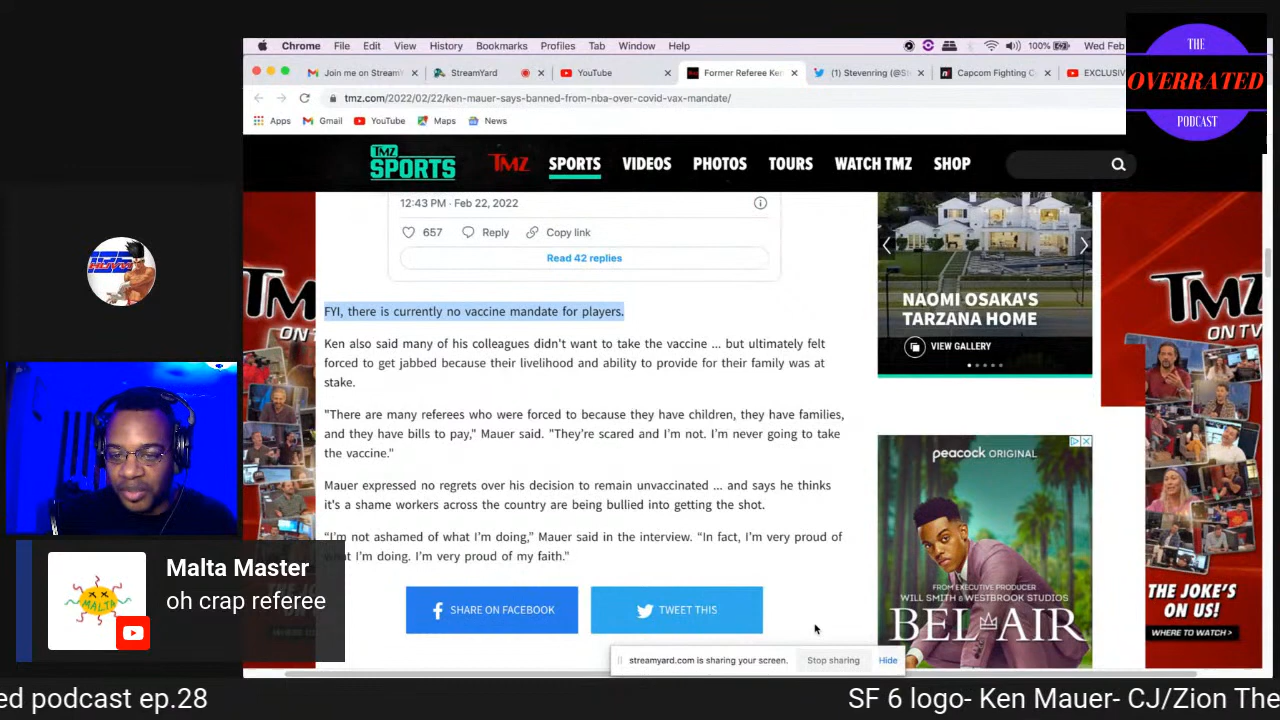 Chrome File Edit View History Bookmarks Profiles Tab Window Help
100% Wed Feb
THE
OVERRATED
PODCAST
Join me on StreamY
StreamYard
YouTube
Former Referee Ken
(1) Stevenring (@St
Capcom Fighting C
EXCLUSIV
tmz.com/2022/02/22/ken-mauer-says-banned-from-nba-over-covid-vax-mandate/
Apps Gmail YouTube Maps News
TMZ SPORTS
TMZ SPORTS VIDEOS PHOTOS TOURS WATCH TMZ SHOP
12:43 PM · Feb 22, 2022
657 Reply Copy link
Read 42 replies
FYI, there is currently no vaccine mandate for players.
Ken also said many of his colleagues didn't want to take the vaccine ... but ultimately felt
forced to get jabbed because their livelihood and ability to provide for their family was at
stake.
"There are many referees who were forced to because they have children, they have families,
and they have bills to pay," Mauer said. "They're scared and I'm not. I'm never going to take
the vaccine."
Mauer expressed no regrets over his decision to remain unvaccinated ... and says he thinks
it's a shame workers across the country are being bullied into getting the shot.
"I'm not ashamed of what I'm doing," Mauer said in the interview. "In fact, I'm very proud of
what I'm doing. I'm very proud of my faith."
SHARE ON FACEBOOK
TWEET THIS
NAOMI OSAKA'S
TARZANA HOME
VIEW GALLERY
peacock ORIGINAL
FROM EXECUTIVE PRODUCER
WILL SMITH & WESTBROOK STUDIOS
BEL-AIR
TMZ
ON TV
THE JOKE'S
ON US!
WHERE TO WATCH >
streamyard.com is sharing your screen. Stop sharing Hide
MALTA
Malta Master
oh crap referee
ed podcast ep.28
SF 6 logo- Ken Mauer- CJ/Zion The